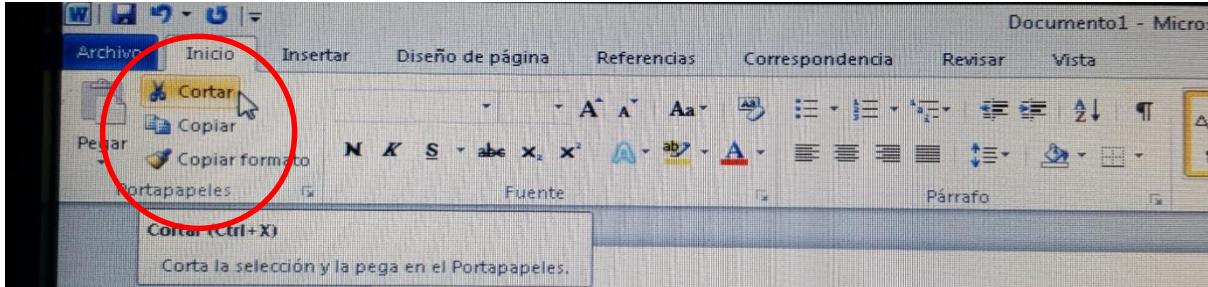 Documento1 - Micro
Archivo Inicio Insertar Diseño de página Referencias Correspondencia Revisar Vista
Cortar
Copiar
Pegar
Copiar formato
N K S abc x₂ x² A ab A
A A Aa
Portapapeles Fuente Párrafo
Cortar (Ctrl+X)
Corta la selección y la pega en el Portapapeles.